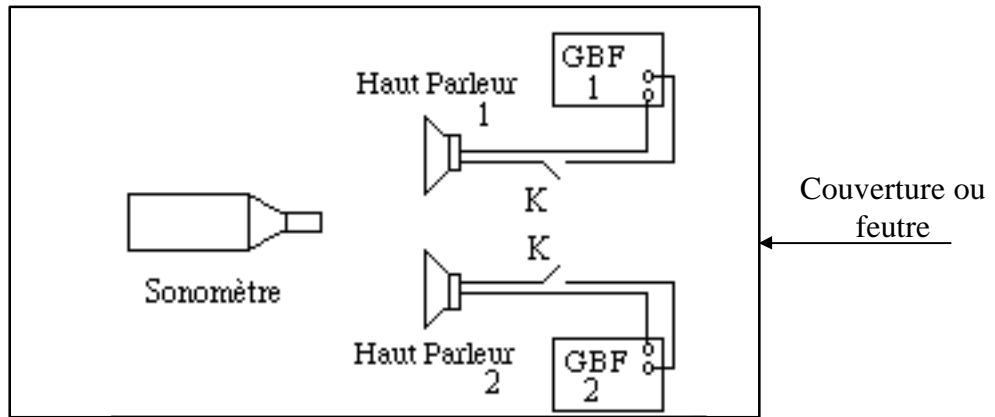 GBF
1
Haut Parleur
1
K
Couverture ou
feutre
K
Sonomètre
Haut Parleur
2
GBF
2